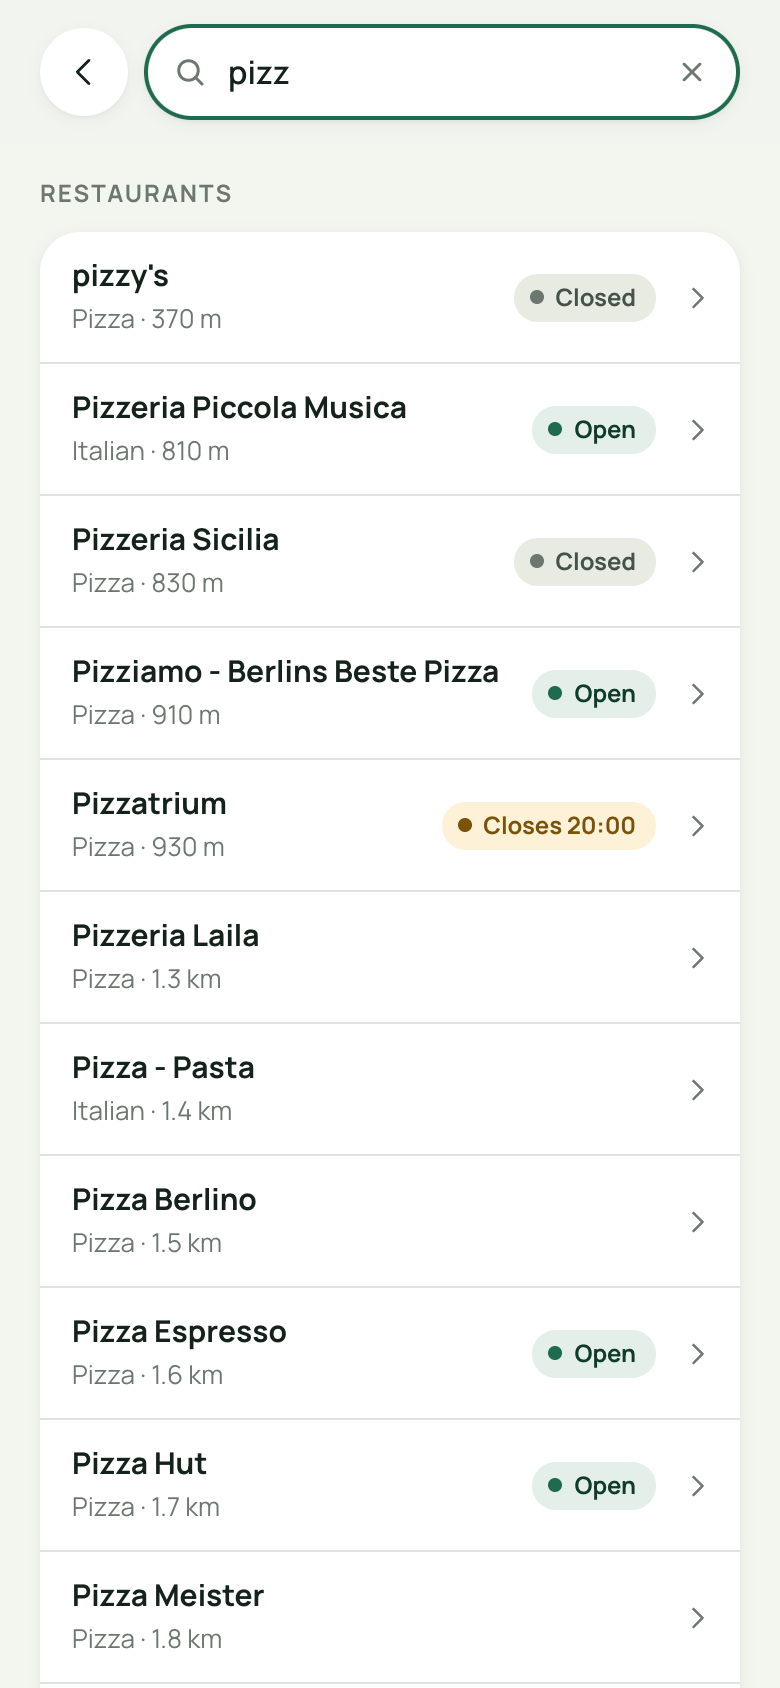 pizz
RESTAURANTS
pizzy's
Pizza · 370 m
Closed
Pizzeria Piccola Musica
Italian · 810 m
Open
Pizzeria Sicilia
Pizza · 830 m
Closed
Pizziamo - Berlins Beste Pizza
Pizza · 910 m
Open
Pizzatrium
Pizza · 930 m
Closes 20:00
Pizzeria Laila
Pizza · 1.3 km
Pizza - Pasta
Italian · 1.4 km
Pizza Berlino
Pizza · 1.5 km
Pizza Espresso
Pizza · 1.6 km
Open
Pizza Hut
Pizza · 1.7 km
Open
Pizza Meister
Pizza · 1.8 km